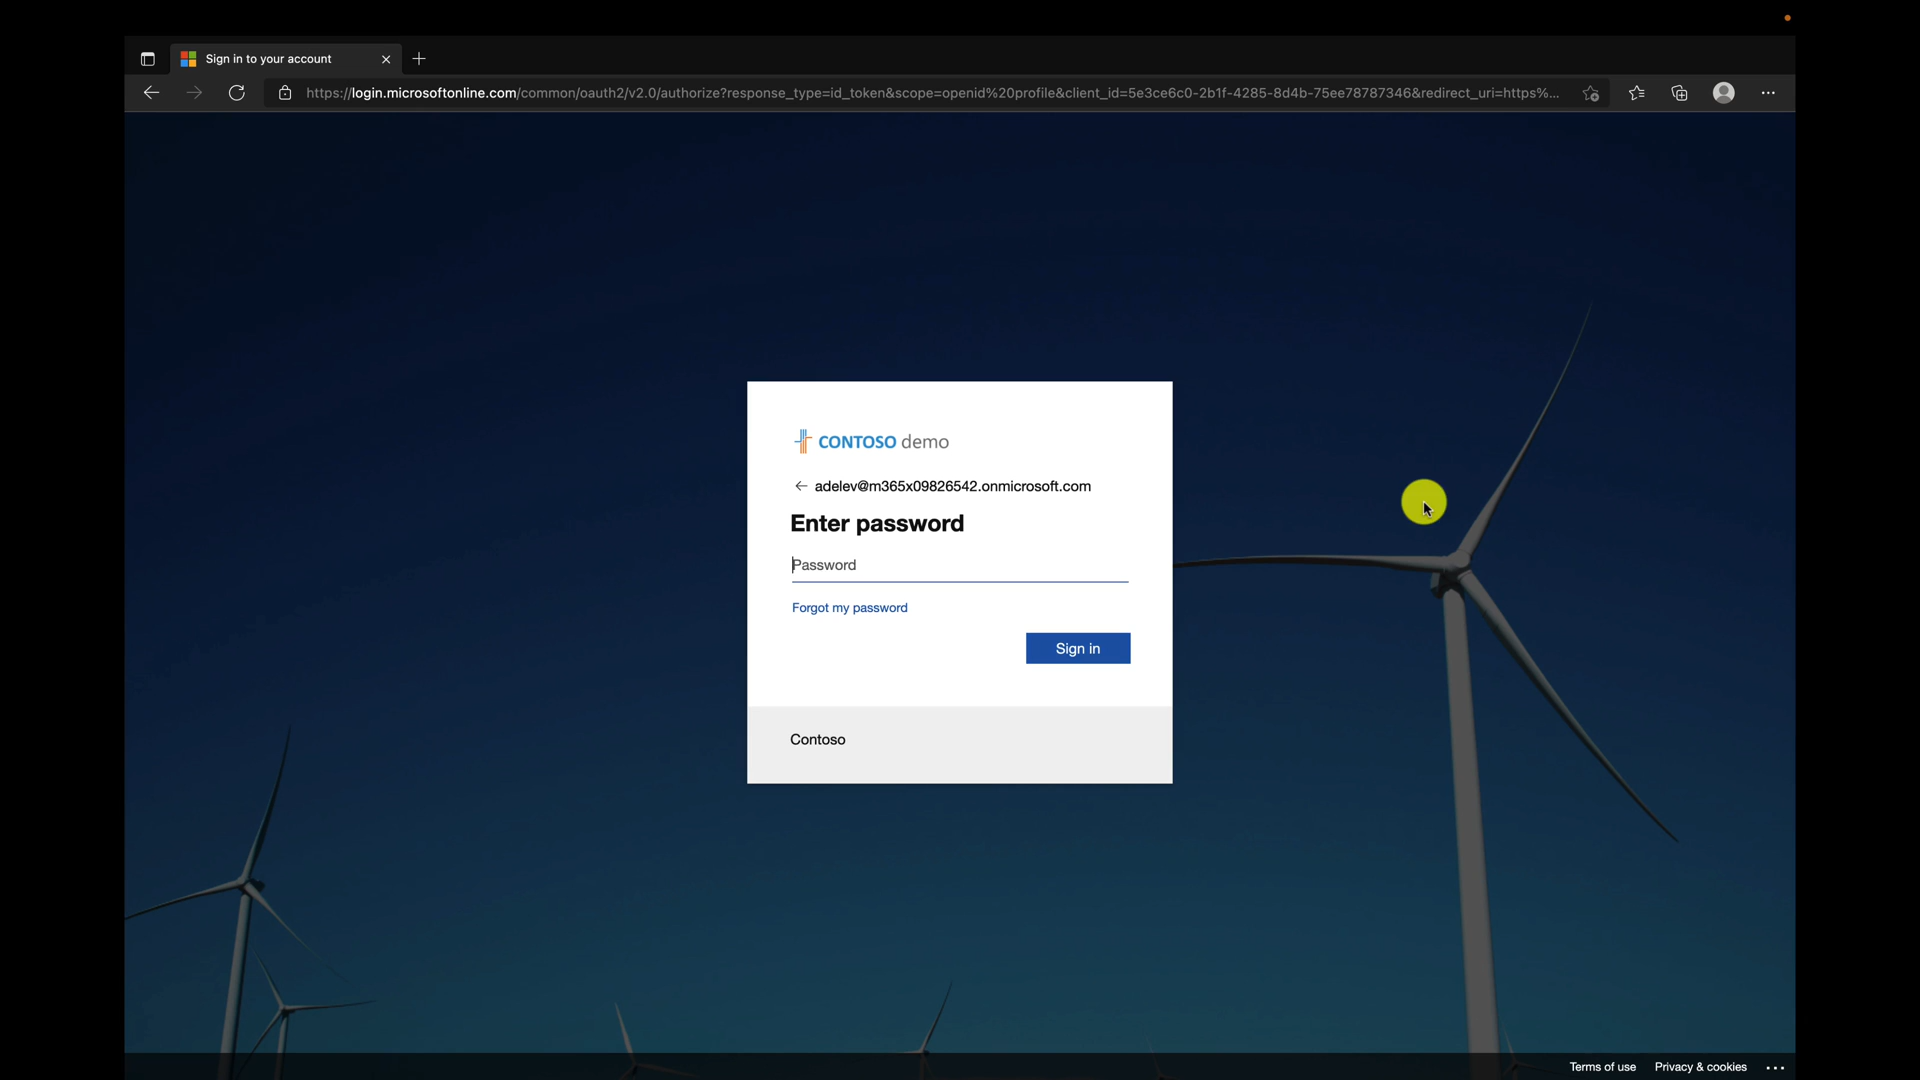 Sign in to your account
https://login.microsoftonline.com/common/oauth2/v2.0/authorize?response_type=id_token&scope=openid%20profile&client_id=5e3ce6c0-2b1f-4285-8d4b-75ee78787346&redirect_uri=https%...
CONTOSO demo
adelev@m365x09826542.onmicrosoft.com
Enter password
Password
Forgot my password
Sign in
Contoso
Terms of use Privacy & cookies ...